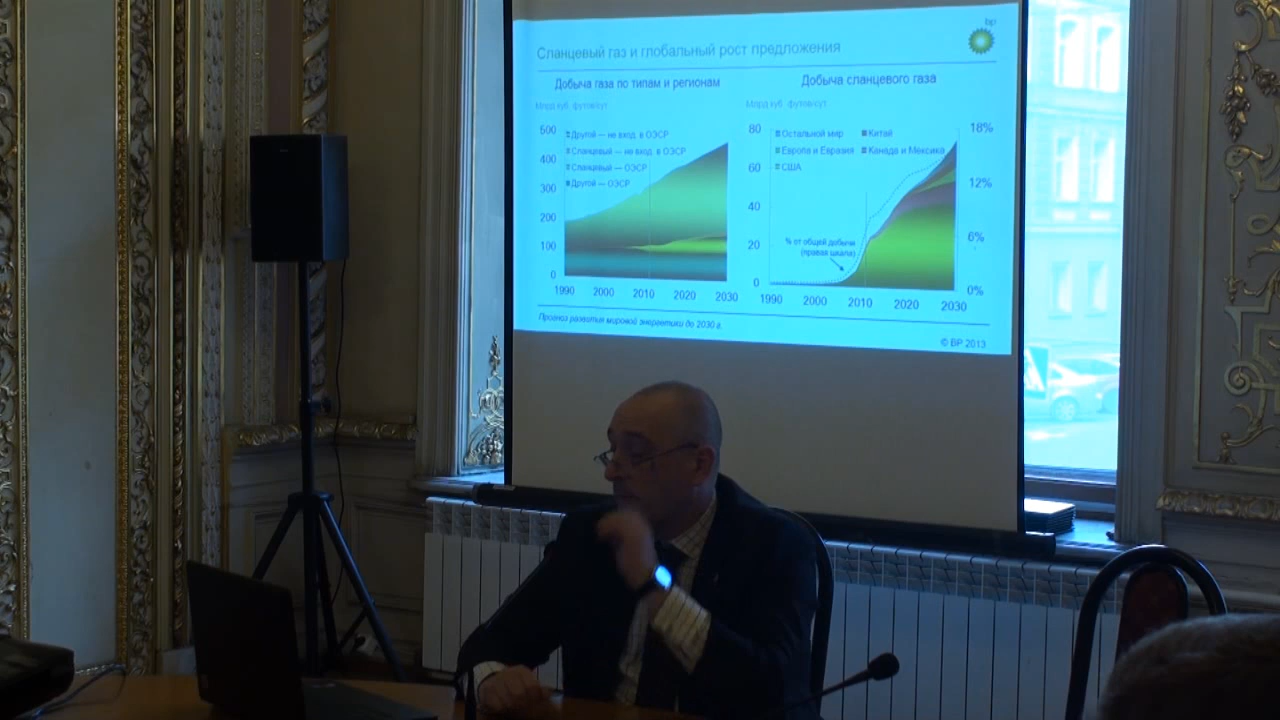 bp
Сланцевый газ и глобальный рост предложения
Добыча газа по типам и регионам
Млрд куб. футов/сут.
600
400
300
200
100
0
Другой — не вход. в ОЭСР
Сланцевый — не вход. в ОЭСР
Сланцевый — ОЭСР
Другой — ОЭСР
1990 2000 2010 2020 2030
Добыча сланцевого газа
Млрд куб. футов/сут.
80
60
40
20
0
Остальной мир Китай
Европа и Евразия Канада и Мексика
США
18%
12%
6%
0%
% от общей добычи
(правая шкала)
1990 2000 2010 2020 2030
Прогноз развития мировой энергетики до 2030 г.
© BP 2013